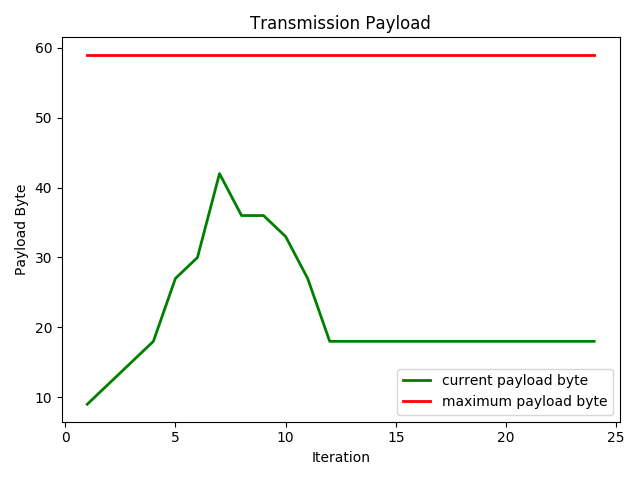 Transmission Payload
60
50
40
30
20
10
Payload Byte
current payload byte
maximum payload byte
0 5 10 15 20 25
Iteration